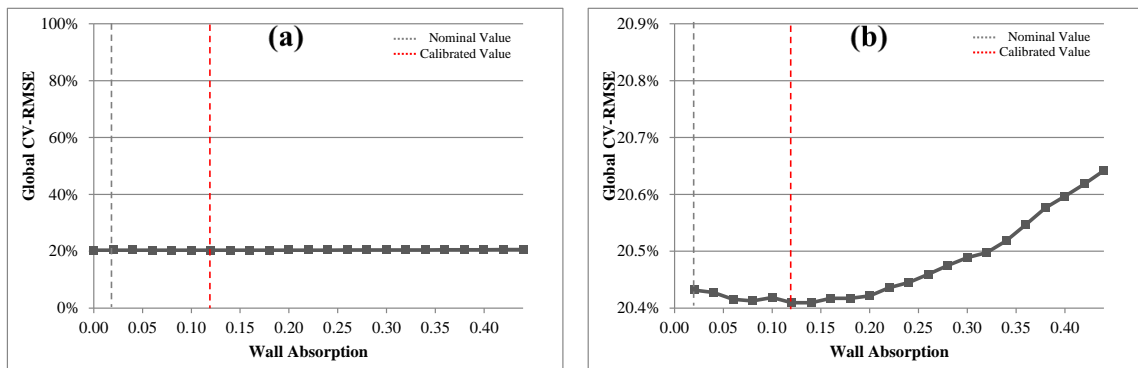 (a)
Nominal Value
Calibrated Value
Global CV-RMSE
100%
80%
60%
40%
20%
0%
0.00 0.05 0.10 0.15 0.20 0.25 0.30 0.35 0.40
Wall Absorption
(b)
Nominal Value
Calibrated Value
Global CV-RMSE
20.9%
20.8%
20.7%
20.6%
20.5%
20.4%
0.00 0.05 0.10 0.15 0.20 0.25 0.30 0.35 0.40
Wall Absorption